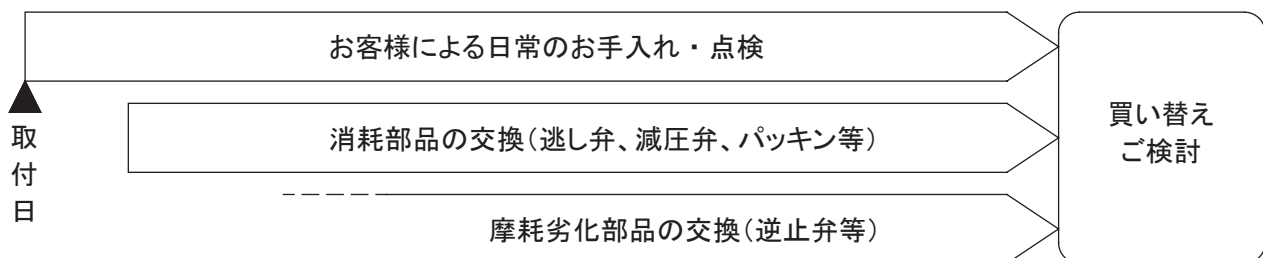 お客様による日常のお手入れ・点検
取付日
消耗部品の交換(逃し弁、減圧弁、パッキン等)
摩耗劣化部品の交換(逆止弁等)
買い替え
ご検討